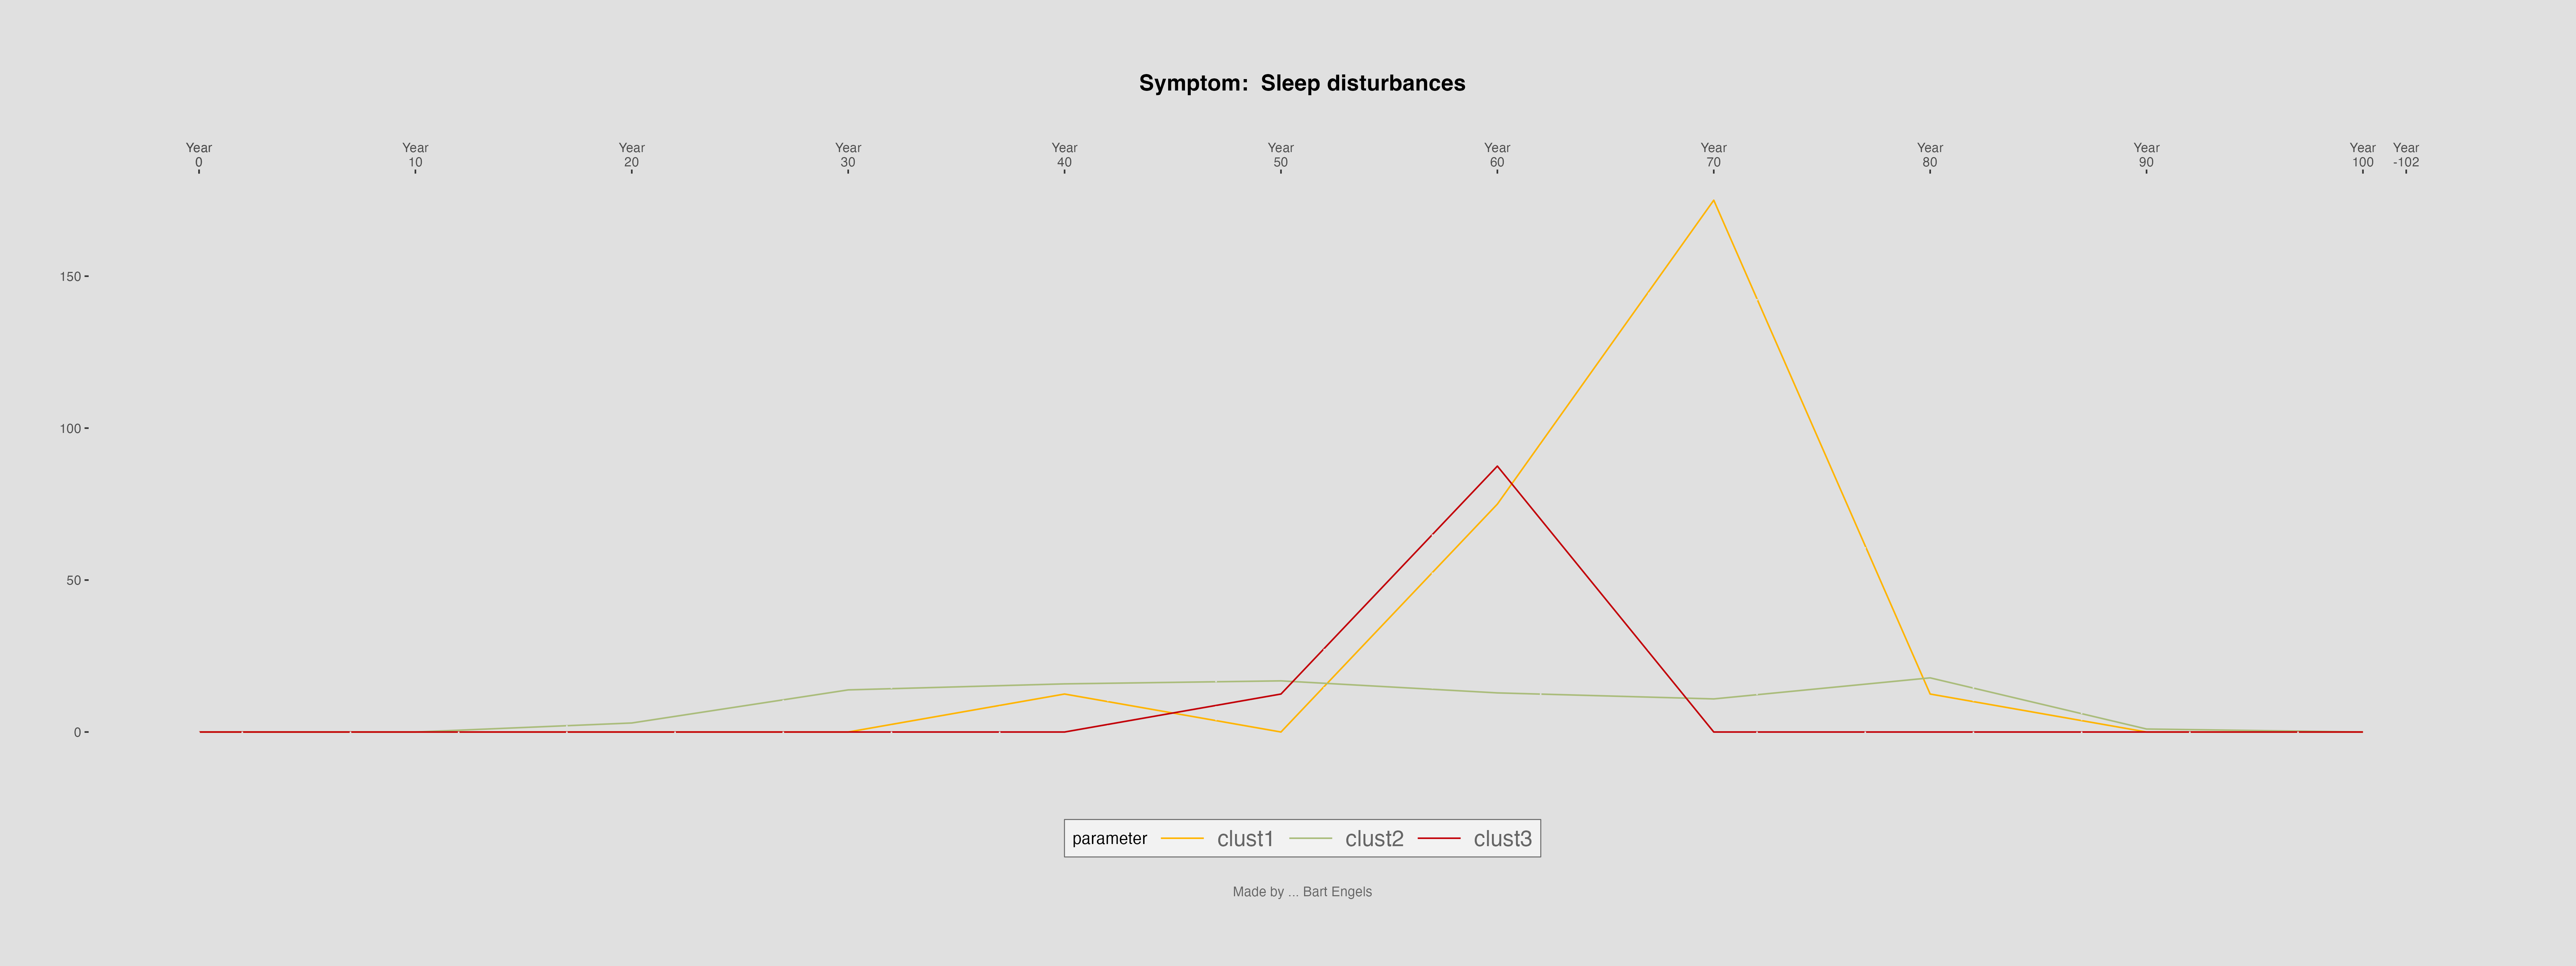 Symptom:  Sleep disturbances
Year Year Year Year Year Year Year Year Year Year Year Year
0 10 20 30 40 50 60 70 80 90 100 -102
150
100
50
0
parameter clust1 clust2 clust3
Made by ... Bart Engels